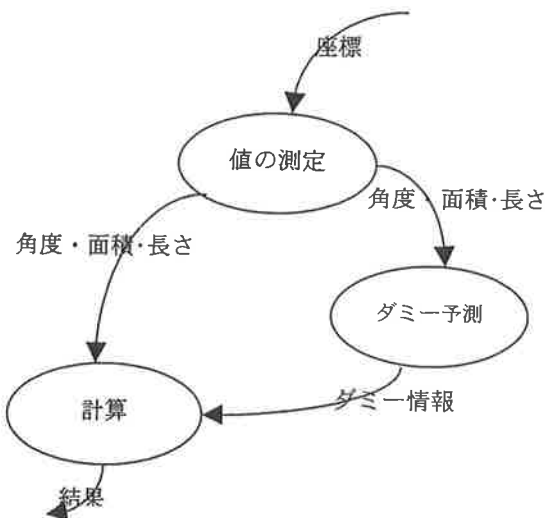 座標
値の測定
角度・面積・長さ
角度・面積・長さ
ダミー予測
計算
ダミー情報
結果